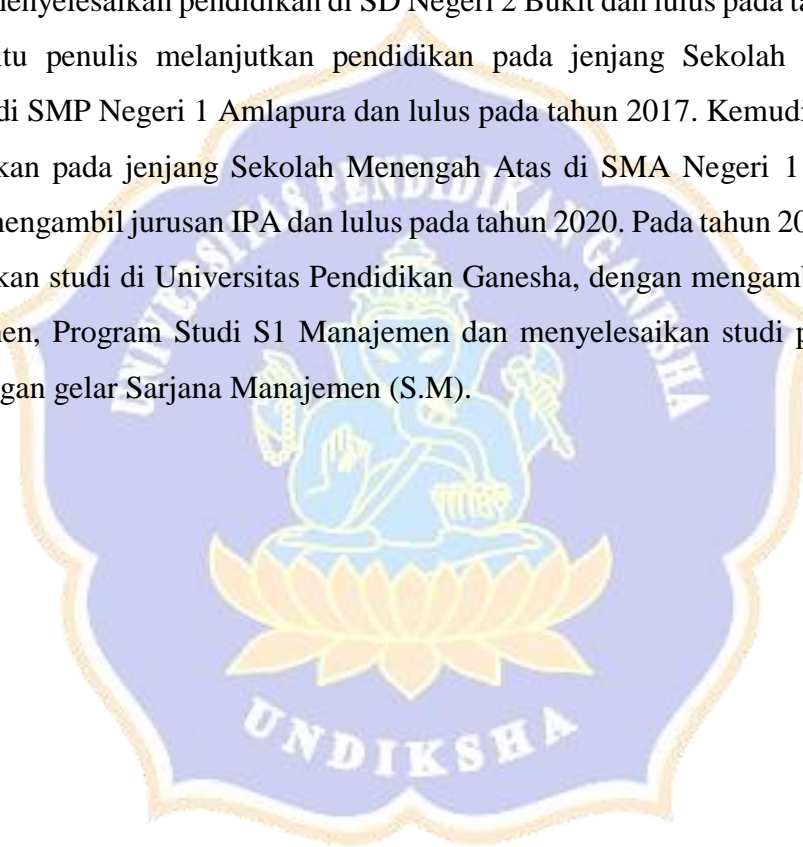 menyelesaikan pendidikan di SD Negeri 2 Bukit dan lulus pada ta
itu penulis melanjutkan pendidikan pada jenjang Sekolah
di SMP Negeri 1 Amlapura dan lulus pada tahun 2017. Kemudi
kan pada jenjang Sekolah Menengah Atas di SMA Negeri 1
mengambil jurusan IPA dan lulus pada tahun 2020. Pada tahun 20
kan studi di Universitas Pendidikan Ganesha, dengan mengamb
en, Program Studi S1 Manajemen dan menyelesaikan studi p
gan gelar Sarjana Manajemen (S.M).
UNIVERSITAS PENDIDIKAN GANESHA
UNDIKSHA